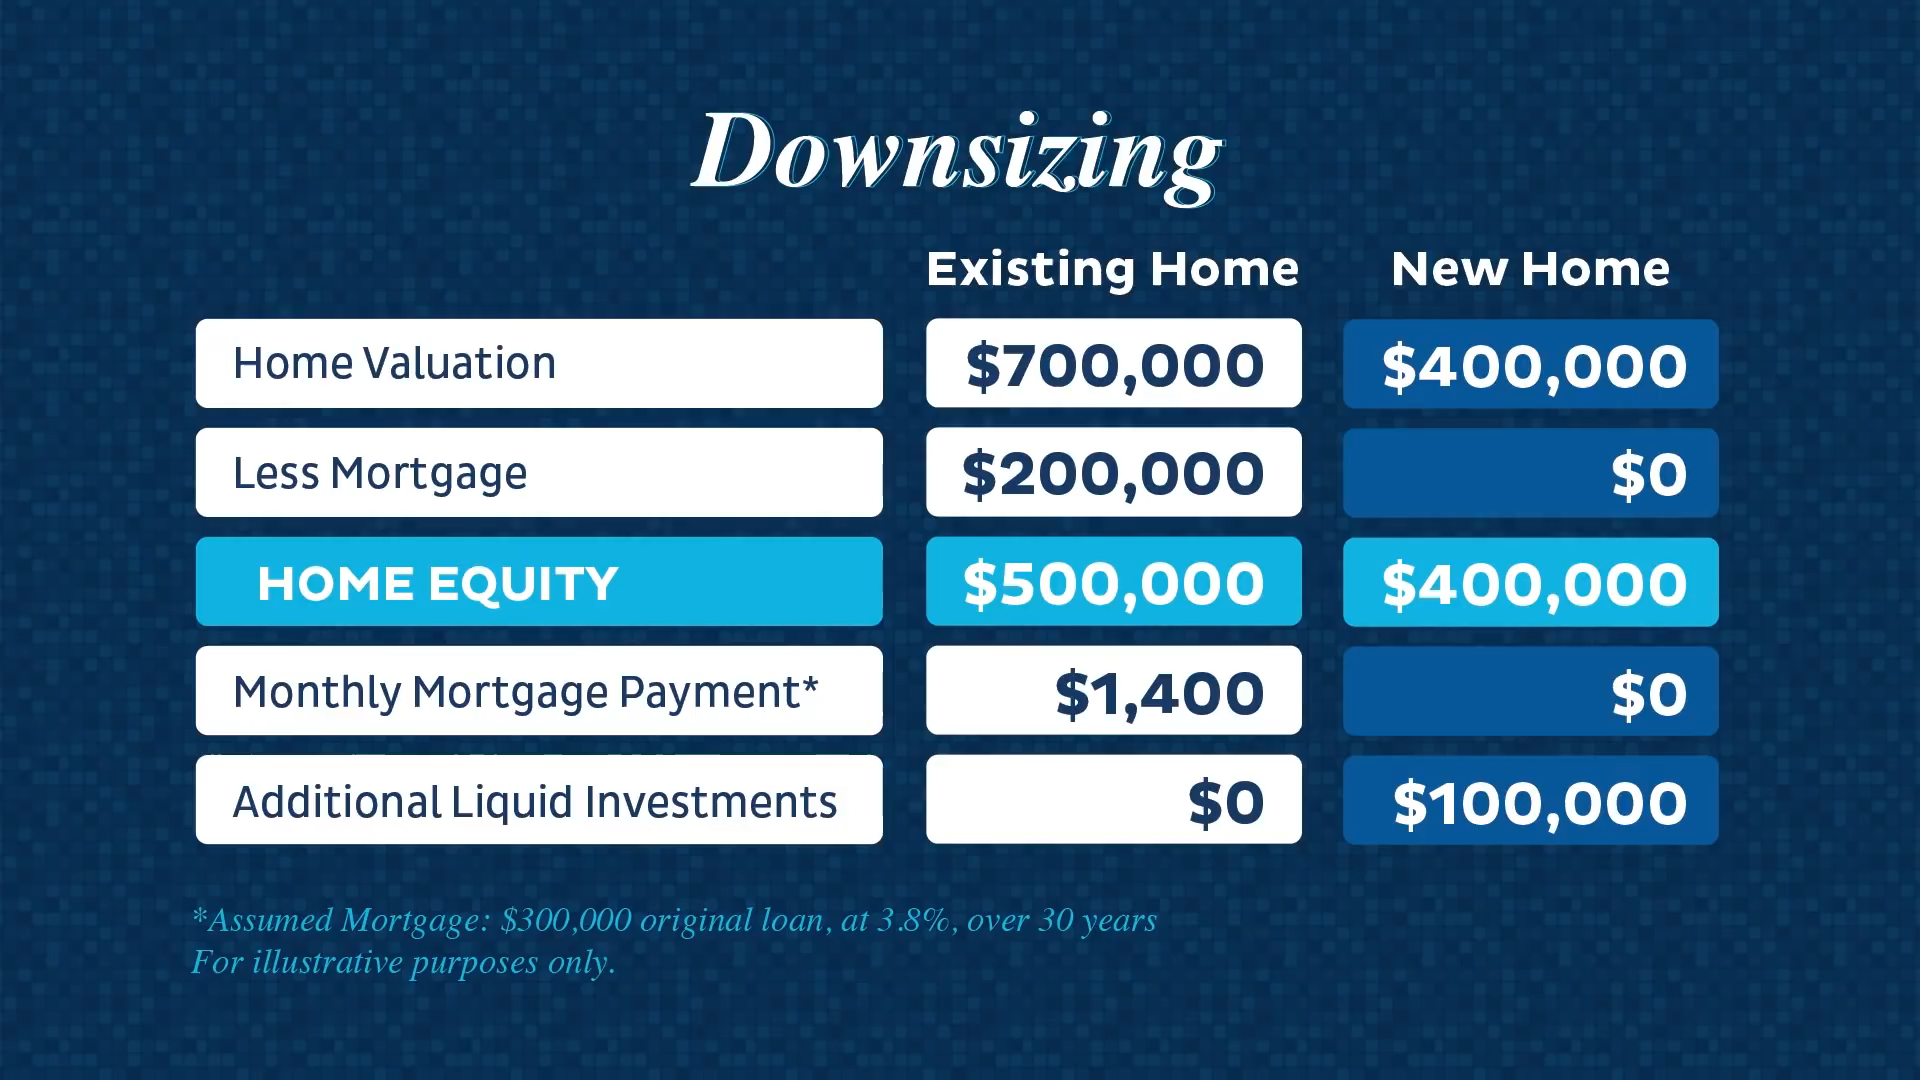 Downsizing
Existing Home New Home
Home Valuation $700,000 $400,000
Less Mortgage $200,000 $0
HOME EQUITY $500,000 $400,000
Monthly Mortgage Payment* $1,400 $0
Additional Liquid Investments $0 $100,000
*Assumed Mortgage: $300,000 original loan, at 3.8%, over 30 years
For illustrative purposes only.